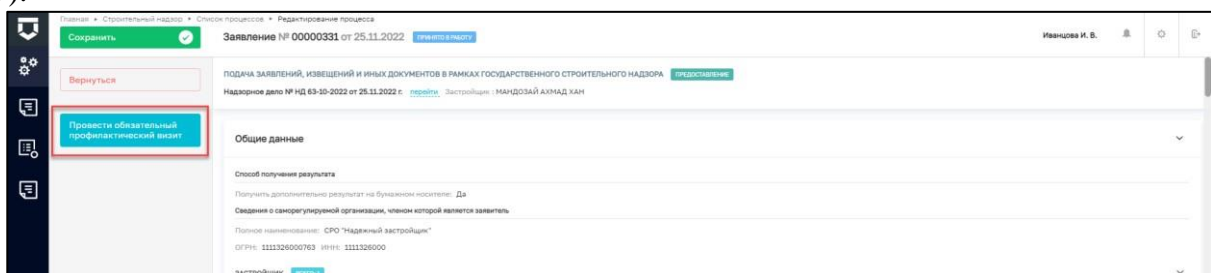 ).
Главная • Строительный надзор • Список процессов • Редактирование процесса
Сохранить
Заявление № 00000331 от 25.11.2022 ПРИНЯТО В РАБОТУ
Иванцова И. В.
Вернуться
ПОДАЧА ЗАЯВЛЕНИЙ, ИЗВЕЩЕНИЙ И ИНЫХ ДОКУМЕНТОВ В РАМКАХ ГОСУДАРСТВЕННОГО СТРОИТЕЛЬНОГО НАДЗОРА ПРЕДОСТАВЛЕНИЕ
Надзорное дело № НД 63-10-2022 от 25.11.2022 г. перейти Застройщик : МАНДОЗАЙ АХМАД ХАН
Провести обязательный
профилактический визит
Общие данные
Способ получения результата
Получить дополнительно результат на бумажном носителе: Да
Сведения о саморегулируемой организации, членом которой является заявитель
Полное наименование: СРО "Надежный застройщик"
ОГРН: 1111326000763 ИНН: 1111326000
ЗАСТРОЙЩИК